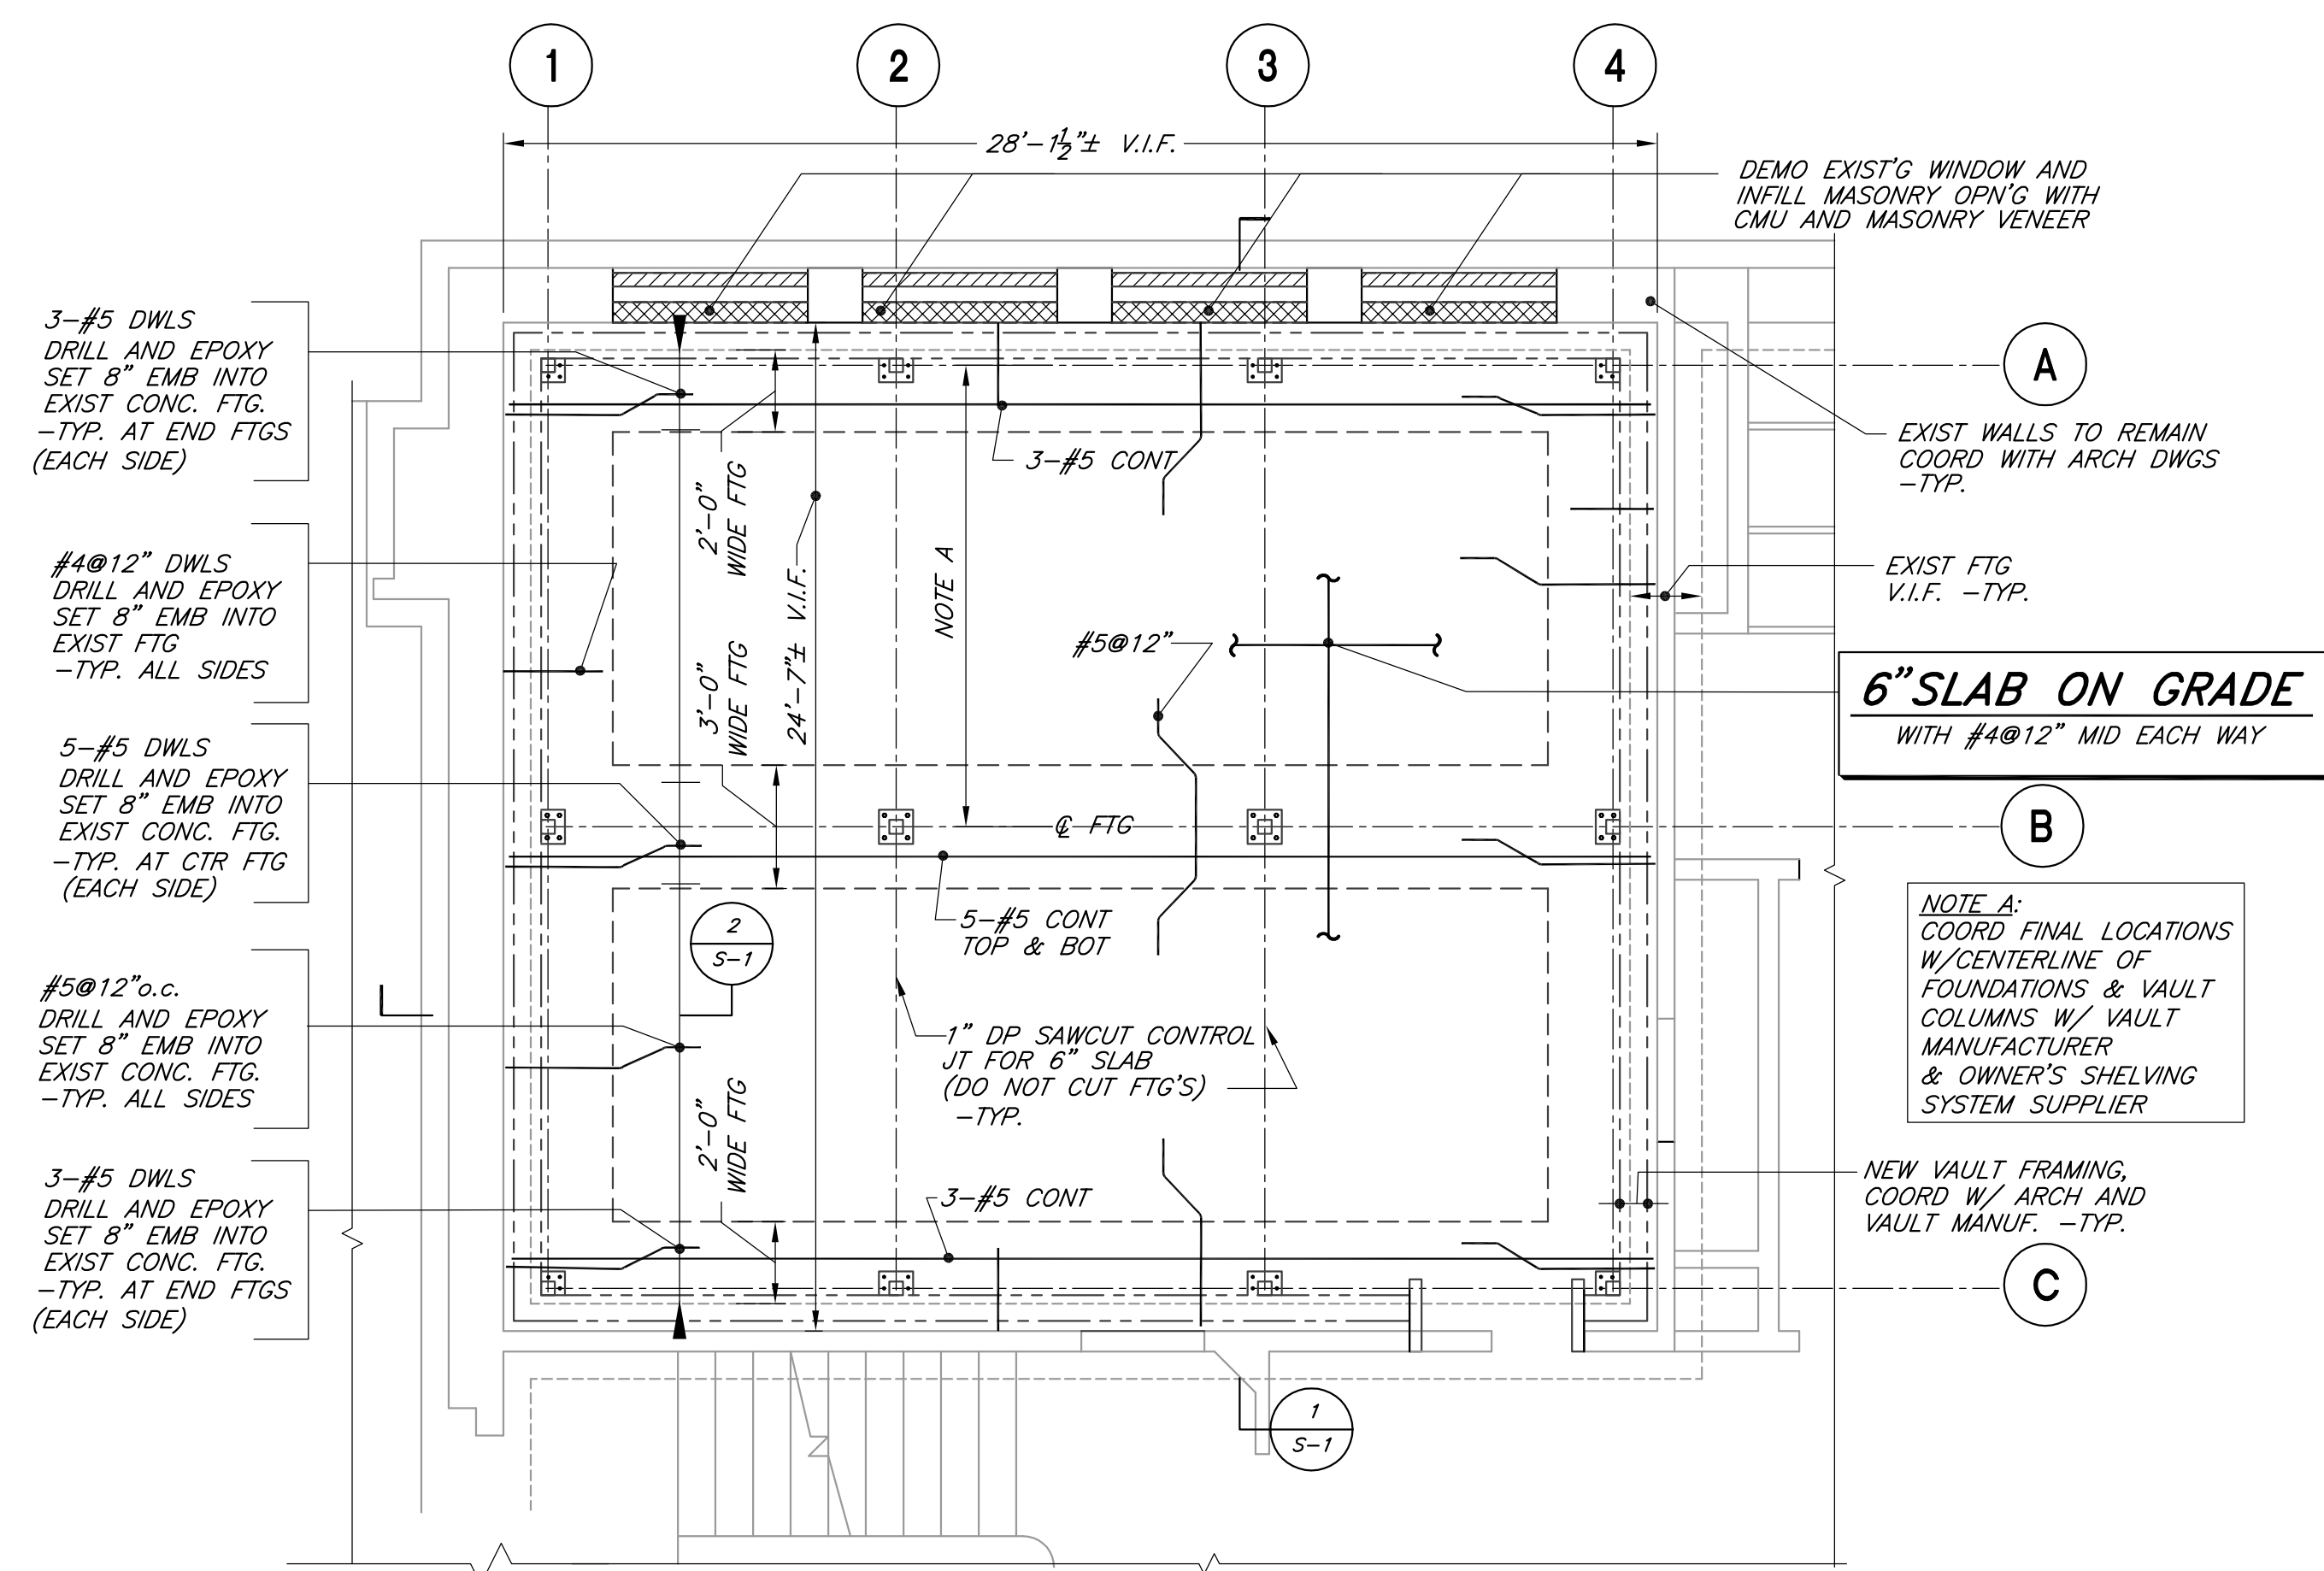 1
2
3
4
28'-1 1/2"± V.I.F.
DEMO EXIST'G WINDOW AND
INFILL MASONRY OPN'G WITH
CMU AND MASONRY VENEER
3-#5 DWLS
DRILL AND EPOXY
SET 8" EMB INTO
EXIST CONC. FTG.
-TYP. AT END FTGS
(EACH SIDE)
#4@12" DWLS
DRILL AND EPOXY
SET 8" EMB INTO
EXIST FTG
-TYP. ALL SIDES
5-#5 DWLS
DRILL AND EPOXY
SET 8" EMB INTO
EXIST CONC. FTG.
-TYP. AT CTR FTG
(EACH SIDE)
#5@12"o.c.
DRILL AND EPOXY
SET 8" EMB INTO
EXIST CONC. FTG.
-TYP. ALL SIDES
3-#5 DWLS
DRILL AND EPOXY
SET 8" EMB INTO
EXIST CONC. FTG.
-TYP. AT END FTGS
(EACH SIDE)
2'-0"
WIDE FTG
3'-0"
WIDE FTG
24'-7"± V.I.F.
2'-0"
WIDE FTG
NOTE A
3-#5 CONT
#5@12"
℄ FTG
5-#5 CONT
TOP & BOT
2
S-1
1" DP SAWCUT CONTROL
JT FOR 6" SLAB
(DO NOT CUT FTG'S)
-TYP.
3-#5 CONT
1
S-1
A
EXIST WALLS TO REMAIN
COORD WITH ARCH DWGS
-TYP.
EXIST FTG
V.I.F. -TYP.
6"SLAB ON GRADE
WITH #4@12" MID EACH WAY
B
NOTE A:
COORD FINAL LOCATIONS
W/CENTERLINE OF
FOUNDATIONS & VAULT
COLUMNS W/ VAULT
MANUFACTURER
& OWNER'S SHELVING
SYSTEM SUPPLIER
NEW VAULT FRAMING,
COORD W/ ARCH AND
VAULT MANUF. -TYP.
C